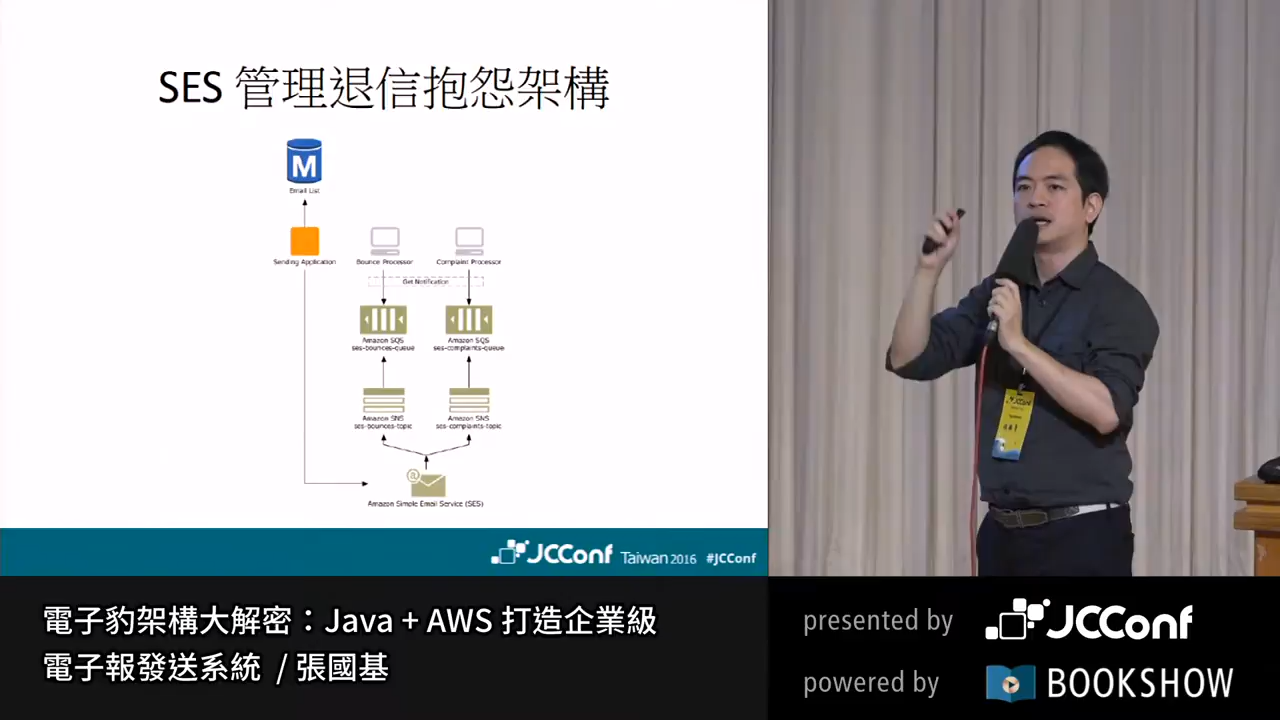 SES 管理退信抱怨架構
M
Email List
Sending Application
Bounce Processor
Complaint Processor
Get Notification
Amazon SQS
ses-bounces-queue
Amazon SQS
ses-complaints-queue
Amazon SNS
ses-bounces-topic
Amazon SNS
ses-complaints-topic
@
Amazon Simple Email Service (SES)
JCConf Taiwan 2016 #JCConf
JCConf
電子豹架構大解密：Java + AWS 打造企業級
電子報發送系統 / 張國基
presented by JCConf
powered by BOOKSHOW